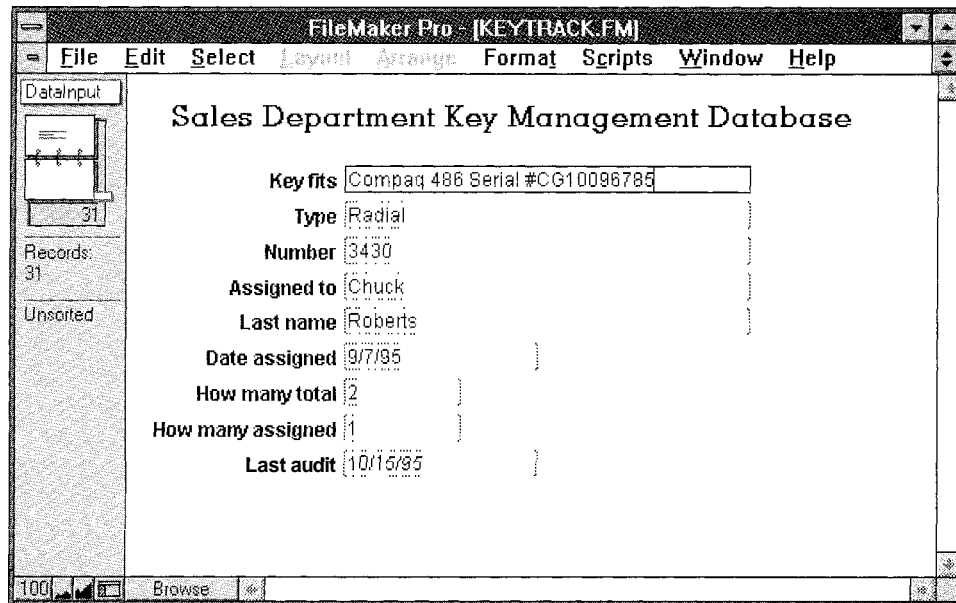 FileMaker Pro - [KEYTRACK.FM]
File Edit Select Layout Arrange Format Scripts Window Help
DataInput
31
Records:
31
Unsorted
Sales Department Key Management Database
Key fits Compaq 486 Serial #CG10096785
Type Radial
Number 3430
Assigned to Chuck
Last name Roberts
Date assigned 9/7/95
How many total 2
How many assigned 1
Last audit 10/15/95
100 Browse